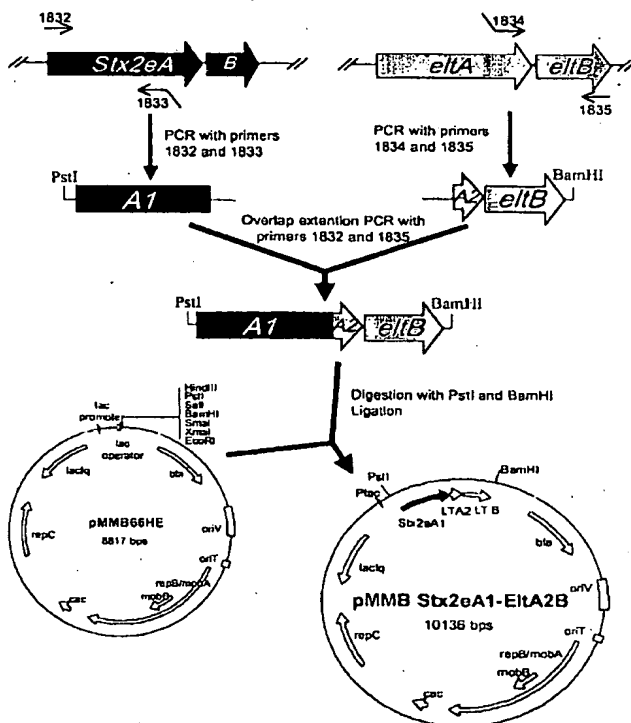 1832
1834
Stx2eA
B
eltA
eltB
1833
1835
PCR with primers
1832 and 1833
PCR with primers
1834 and 1835
PstI
BamHI
A1
A2
eltB
Overlap extention PCR with
primers 1832 and 1835
PstI
BamHI
A1
A2
eltB
HindIII
PstI
SalI
BamHI
SmaI
XmaI
EcoRI
Digestion with PstI and BamHI
Ligation
lac
promote
lac
operator
lacIq
bla
PstI
BamHI
Ptac
LTA2
LT B
Stx2eA1
bla
pMMB66HE
8817 bps
repC
oriV
oriT
lacIq
oriV
pMMB Stx2eA1-EltA2B
10136 bps
oriT
repB/mobA
mobB
cac
repC
repB/mobA
mobB
cac